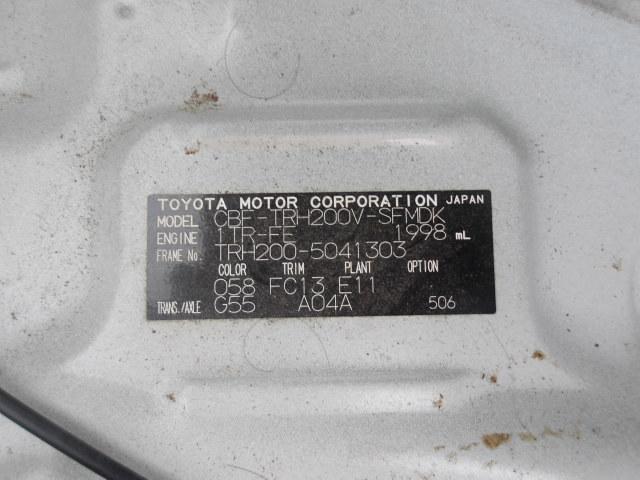 TOYOTA MOTOR CORPORATION JAPAN
MODEL CBF-TRH200V-SFMDK
ENGINE 1TR-FE 1998 mL
FRAME No. TRH200-5041303
COLOR TRIM PLANT OPTION
058 FC13 E11
TRANS./AXLE G55 A04A 506